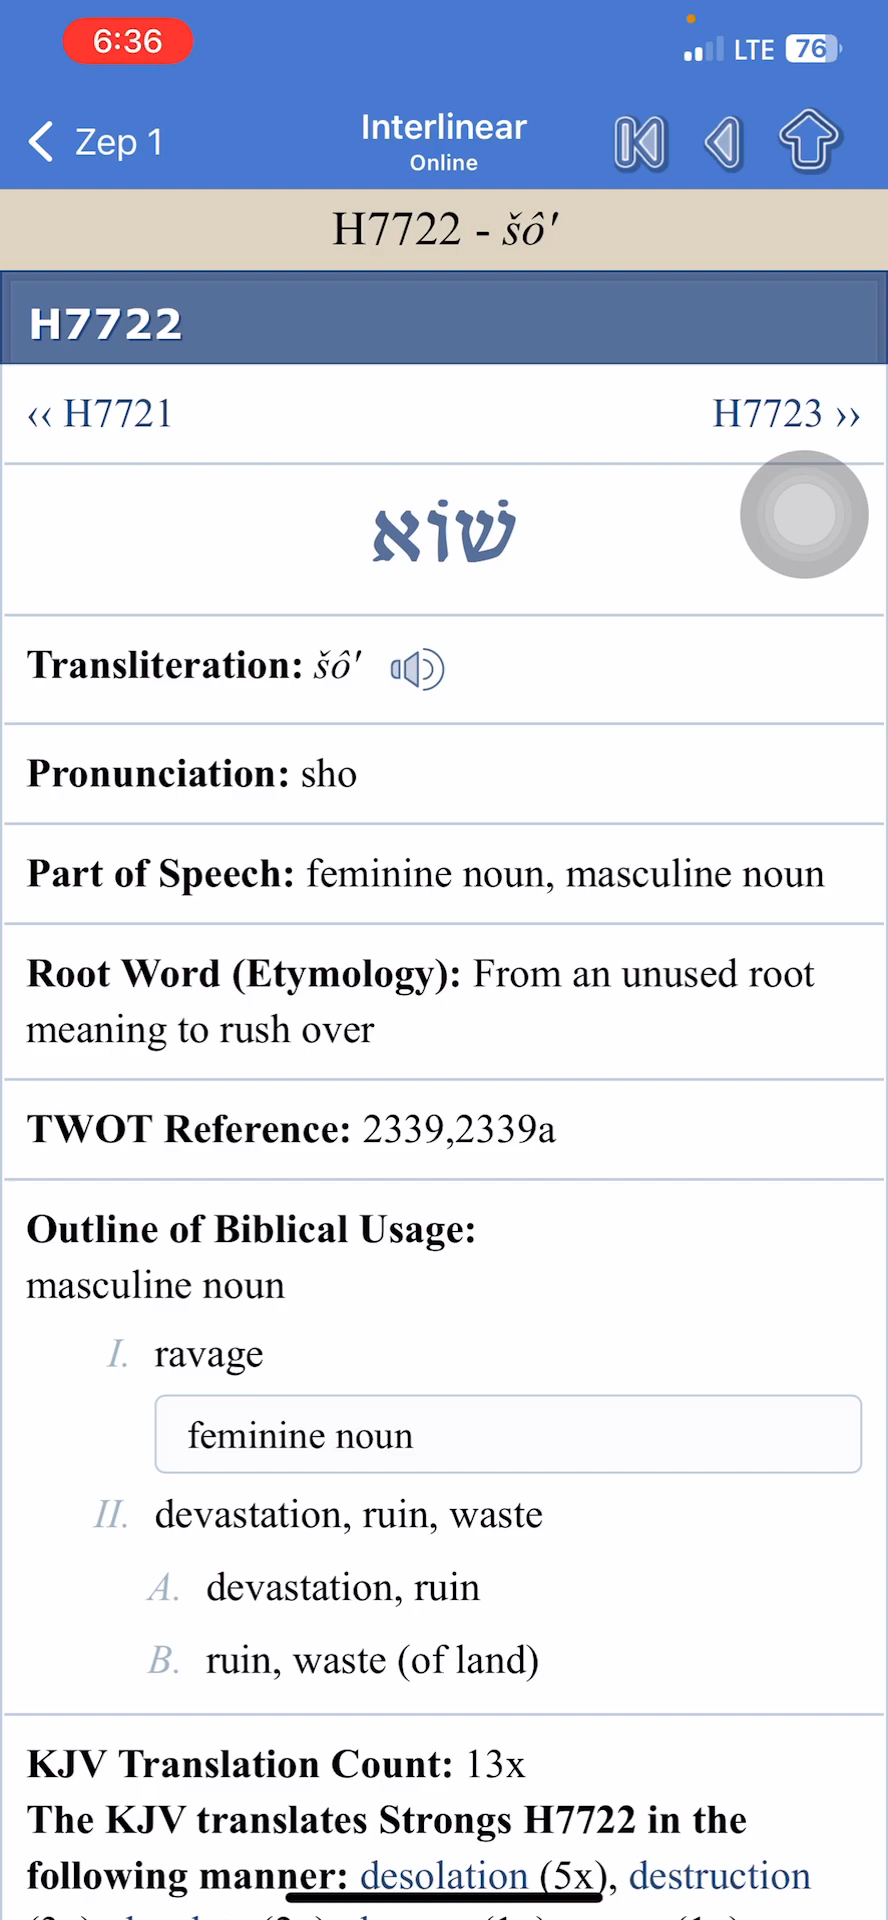 6:36
LTE 76
Zep 1
Interlinear
Online
H7722 - šô'
H7722
‹‹ H7721
H7723 ››
שׁוֹא
Transliteration: šô'
Pronunciation: sho
Part of Speech: feminine noun, masculine noun
Root Word (Etymology): From an unused root
meaning to rush over
TWOT Reference: 2339,2339a
Outline of Biblical Usage:
masculine noun
I. ravage
feminine noun
II. devastation, ruin, waste
A. devastation, ruin
B. ruin, waste (of land)
KJV Translation Count: 13x
The KJV translates Strongs H7722 in the
following manner: desolation (5x), destruction